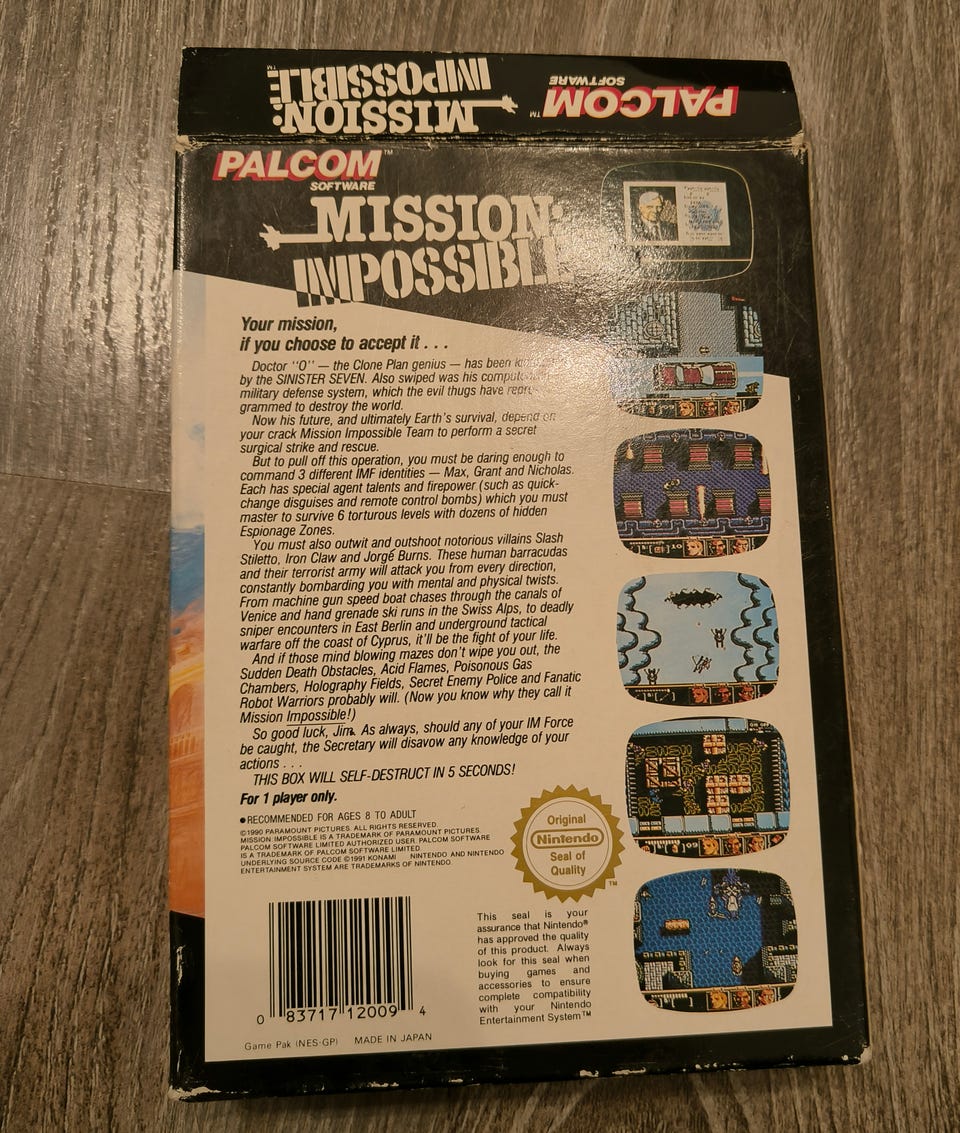 PALCOM™
SOFTWARE
MISSION:
IMPOSSIBLE™
PALCOM™
SOFTWARE
MISSION:
IMPOSSIBLE
Your mission,
if you choose to accept it . . .
Doctor "O" — the Clone Plan genius — has been
by the SINISTER SEVEN. Also swiped was his
military defense system, which the evil thugs have
grammed to destroy the world.
Now his future, and ultimately Earth's survival, depend on
your crack Mission Impossible Team to perform a secret
surgical strike and rescue.
But to pull off this operation, you must be daring enough to
command 3 different IMF identities — Max, Grant and Nicholas.
Each has special agent talents and firepower (such as quick-
change disguises and remote control bombs) which you must
master to survive 6 torturous levels with dozens of hidden
Espionage Zones.
You must also outwit and outshoot notorious villains Slash
Stiletto, Iron Claw and Jorgé Burns. These human barracudas
and their terrorist army will attack you from every direction,
constantly bombarding you with mental and physical twists.
From machine gun speed boat chases through the canals of
Venice and hand grenade ski runs in the Swiss Alps, to deadly
sniper encounters in East Berlin and underground tactical
warfare off the coast of Cyprus, it'll be the fight of your life.
And if those mind blowing mazes don't wipe you out, the
Sudden Death Obstacles, Acid Flames, Poisonous Gas
Chambers, Holography Fields, Secret Enemy Police and Fanatic
Robot Warriors probably will. (Now you know why they call it
Mission Impossible!)
So good luck, Jim. As always, should any of your IM Force
be caught, the Secretary will disavow any knowledge of your
actions . . .
THIS BOX WILL SELF-DESTRUCT IN 5 SECONDS!
For 1 player only.
●RECOMMENDED FOR AGES 8 TO ADULT
©1990 PARAMOUNT PICTURES. ALL RIGHTS RESERVED.
MISSION IMPOSSIBLE IS A TRADEMARK OF PARAMOUNT PICTURES.
PALCOM SOFTWARE LIMITED AUTHORIZED USER. PALCOM SOFTWARE
IS A TRADEMARK OF PALCOM SOFTWARE LIMITED
UNDERLYING SOURCE CODE ©1991 KONAMI NINTENDO AND NINTENDO
ENTERTAINMENT SYSTEM ARE TRADEMARKS OF NINTENDO.
Original
Nintendo
Seal of
Quality
™
This seal is your
assurance that Nintendo®
has approved the quality
of this product. Always
look for this seal when
buying games and
accessories to ensure
complete compatibility
with your Nintendo
Entertainment System™
0 83717 12009 4
Game Pak (NES-GP) MADE IN JAPAN